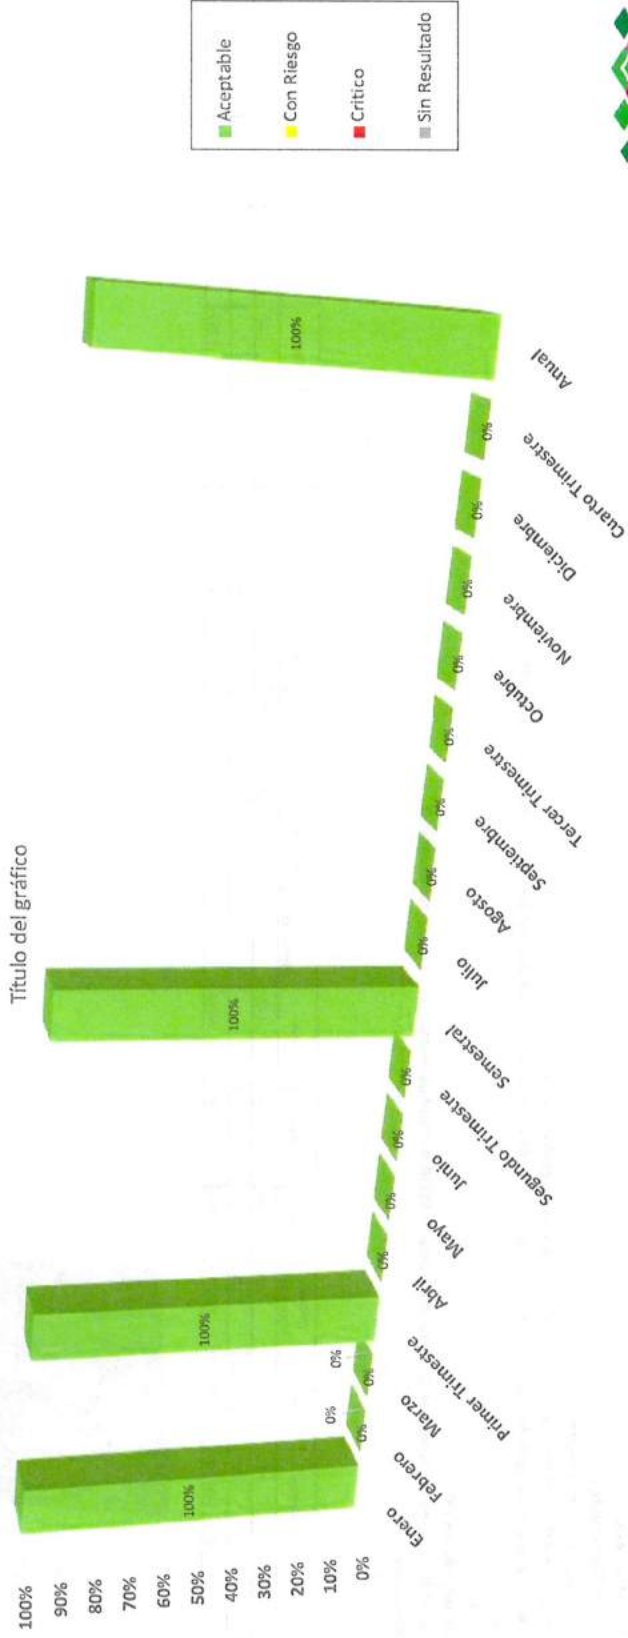 Título del gráfico
100%
90%
80%
70%
60%
50%
40%
30%
20%
10%
0%
100%
0%
0%
0%
0%
100%
0%
0%
0%
0%
100%
0%
0%
0%
0%
0%
0%
0%
0%
100%
Enero
Febrero
Marzo
Primer Trimestre
Abril
Mayo
Junio
Segundo Trimestre
Semestral
Julio
Agosto
Septiembre
Tercer Trimestre
Octubre
Noviembre
Diciembre
Cuarto Trimestre
Anual
Aceptable
Con Riesgo
Critico
Sin Resultado